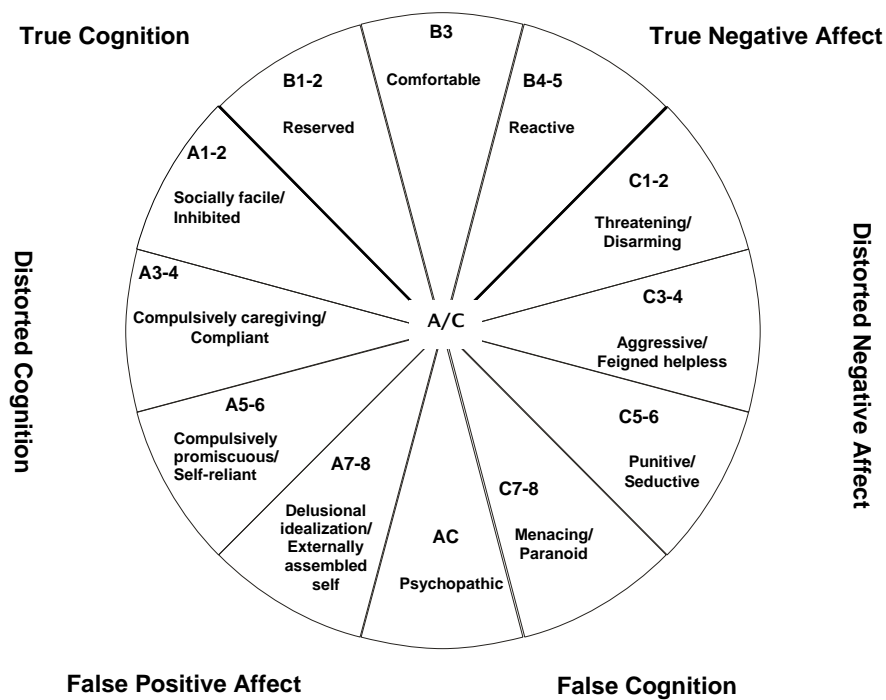 True Cognition
True Negative Affect
B3
Comfortable
B1-2
Reserved
B4-5
Reactive
A1-2
Socially facile/
Inhibited
C1-2
Threatening/
Disarming
A3-4
Compulsively caregiving/
Compliant
A/C
C3-4
Aggressive/
Feigned helpless
A5-6
Compulsively
promiscuous/
Self-reliant
C5-6
Punitive/
Seductive
A7-8
Delusional
idealization/
Externally
assembled
self
AC
Psychopathic
C7-8
Menacing/
Paranoid
Distorted Cognition
Distorted Negative Affect
False Positive Affect
False Cognition